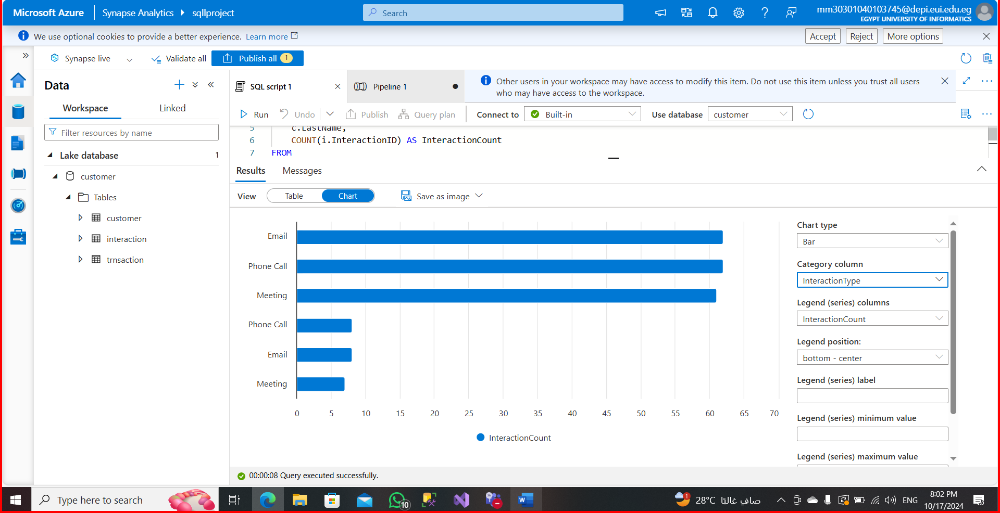 Microsoft Azure
Synapse Analytics
sqllproject
Search
mm30301040103745@depi.eui.edu.eg
EGYPT UNIVERSITY OF INFORMATICS
We use optional cookies to provide a better experience. Learn more
Accept
Reject
More options
Synapse live
Validate all
Publish all 1
Data
Workspace
Linked
Filter resources by name
Lake database 1
customer
Tables
customer
interaction
trnsaction
SQL script 1
Pipeline 1
Other users in your workspace may have access to modify this item. Do not use this item unless you trust all users
who may have access to the workspace.
Run
Undo
Publish
Query plan
Connect to
Built-in
Use database
customer
5 c.LastName,
6 COUNT(i.InteractionID) AS InteractionCount
7 FROM
Results
Messages
View
Table
Chart
Save as image
Email
Phone Call
Meeting
Phone Call
Email
Meeting
0 5 10 15 20 25 30 35 40 45 50 55 60 65 70
InteractionCount
Chart type
Bar
Category column
InteractionType
Legend (series) columns
InteractionCount
Legend position:
bottom - center
Legend (series) label
Legend (series) minimum value
Legend (series) maximum value
00:00:08 Query executed successfully.
Type here to search
10
1
28°C صافٍ غالبًا
ENG
8:02 PM
10/17/2024